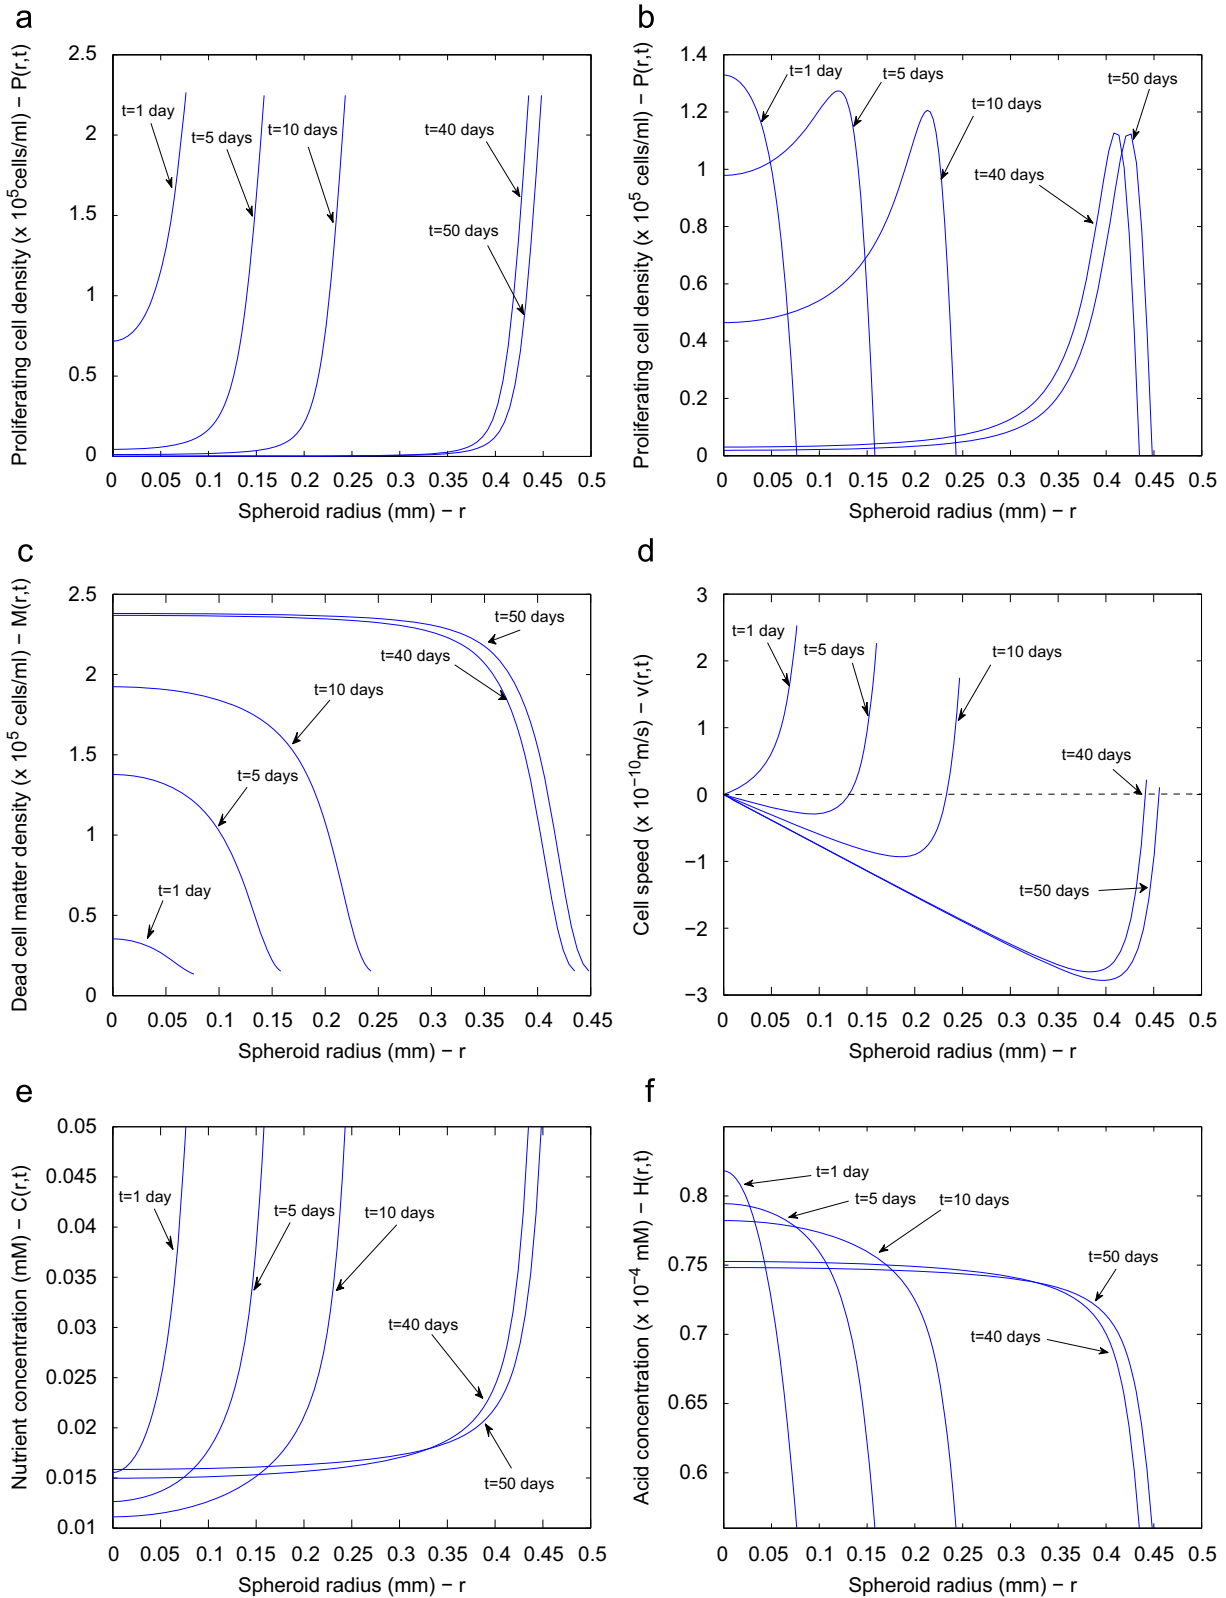 a
Proliferating cell density (x 10⁵cells/ml) − P(r,t)
2.5
2
1.5
1
0.5
0
t=1 day
t=5 days
t=10 days
t=40 days
t=50 days
0 0.05 0.1 0.15 0.2 0.25 0.3 0.35 0.4 0.45 0.5
Spheroid radius (mm) − r
b
Proliferating cell density (x 10⁵ cells/ml) − P(r,t)
1.4
1.2
1
0.8
0.6
0.4
0.2
0
t=1 day
t=5 days
t=10 days
t=50 days
t=40 days
0 0.05 0.1 0.15 0.2 0.25 0.3 0.35 0.4 0.45 0.5
Spheroid radius (mm) − r
c
Dead cell matter density (x 10⁵ cells/ml) − M(r,t)
2.5
2
1.5
1
0.5
0
t=50 days
t=40 days
t=10 days
t=5 days
t=1 day
0 0.05 0.1 0.15 0.2 0.25 0.3 0.35 0.4 0.45
Spheroid radius (mm) − r
d
Cell speed (x 10⁻¹⁰m/s) − v(r,t)
3
2
1
0
−1
−2
−3
t=1 day
t=5 days
t=10 days
t=40 days
t=50 days
0 0.05 0.1 0.15 0.2 0.25 0.3 0.35 0.4 0.45 0.5
Spheroid radius (mm) − r
e
Nutrient concentration (mM) − C(r,t)
0.05
0.045
0.04
0.035
0.03
0.025
0.02
0.015
0.01
t=1 day
t=5 days
t=10 days
t=40 days
t=50 days
0 0.05 0.1 0.15 0.2 0.25 0.3 0.35 0.4 0.45 0.5
Spheroid radius (mm) − r
f
Acid concentration (x 10⁻⁴ mM) − H(r,t)
0.8
0.75
0.7
0.65
0.6
t=1 day
t=5 days
t=10 days
t=50 days
t=40 days
0 0.05 0.1 0.15 0.2 0.25 0.3 0.35 0.4 0.45 0.5
Spheroid radius (mm) − r